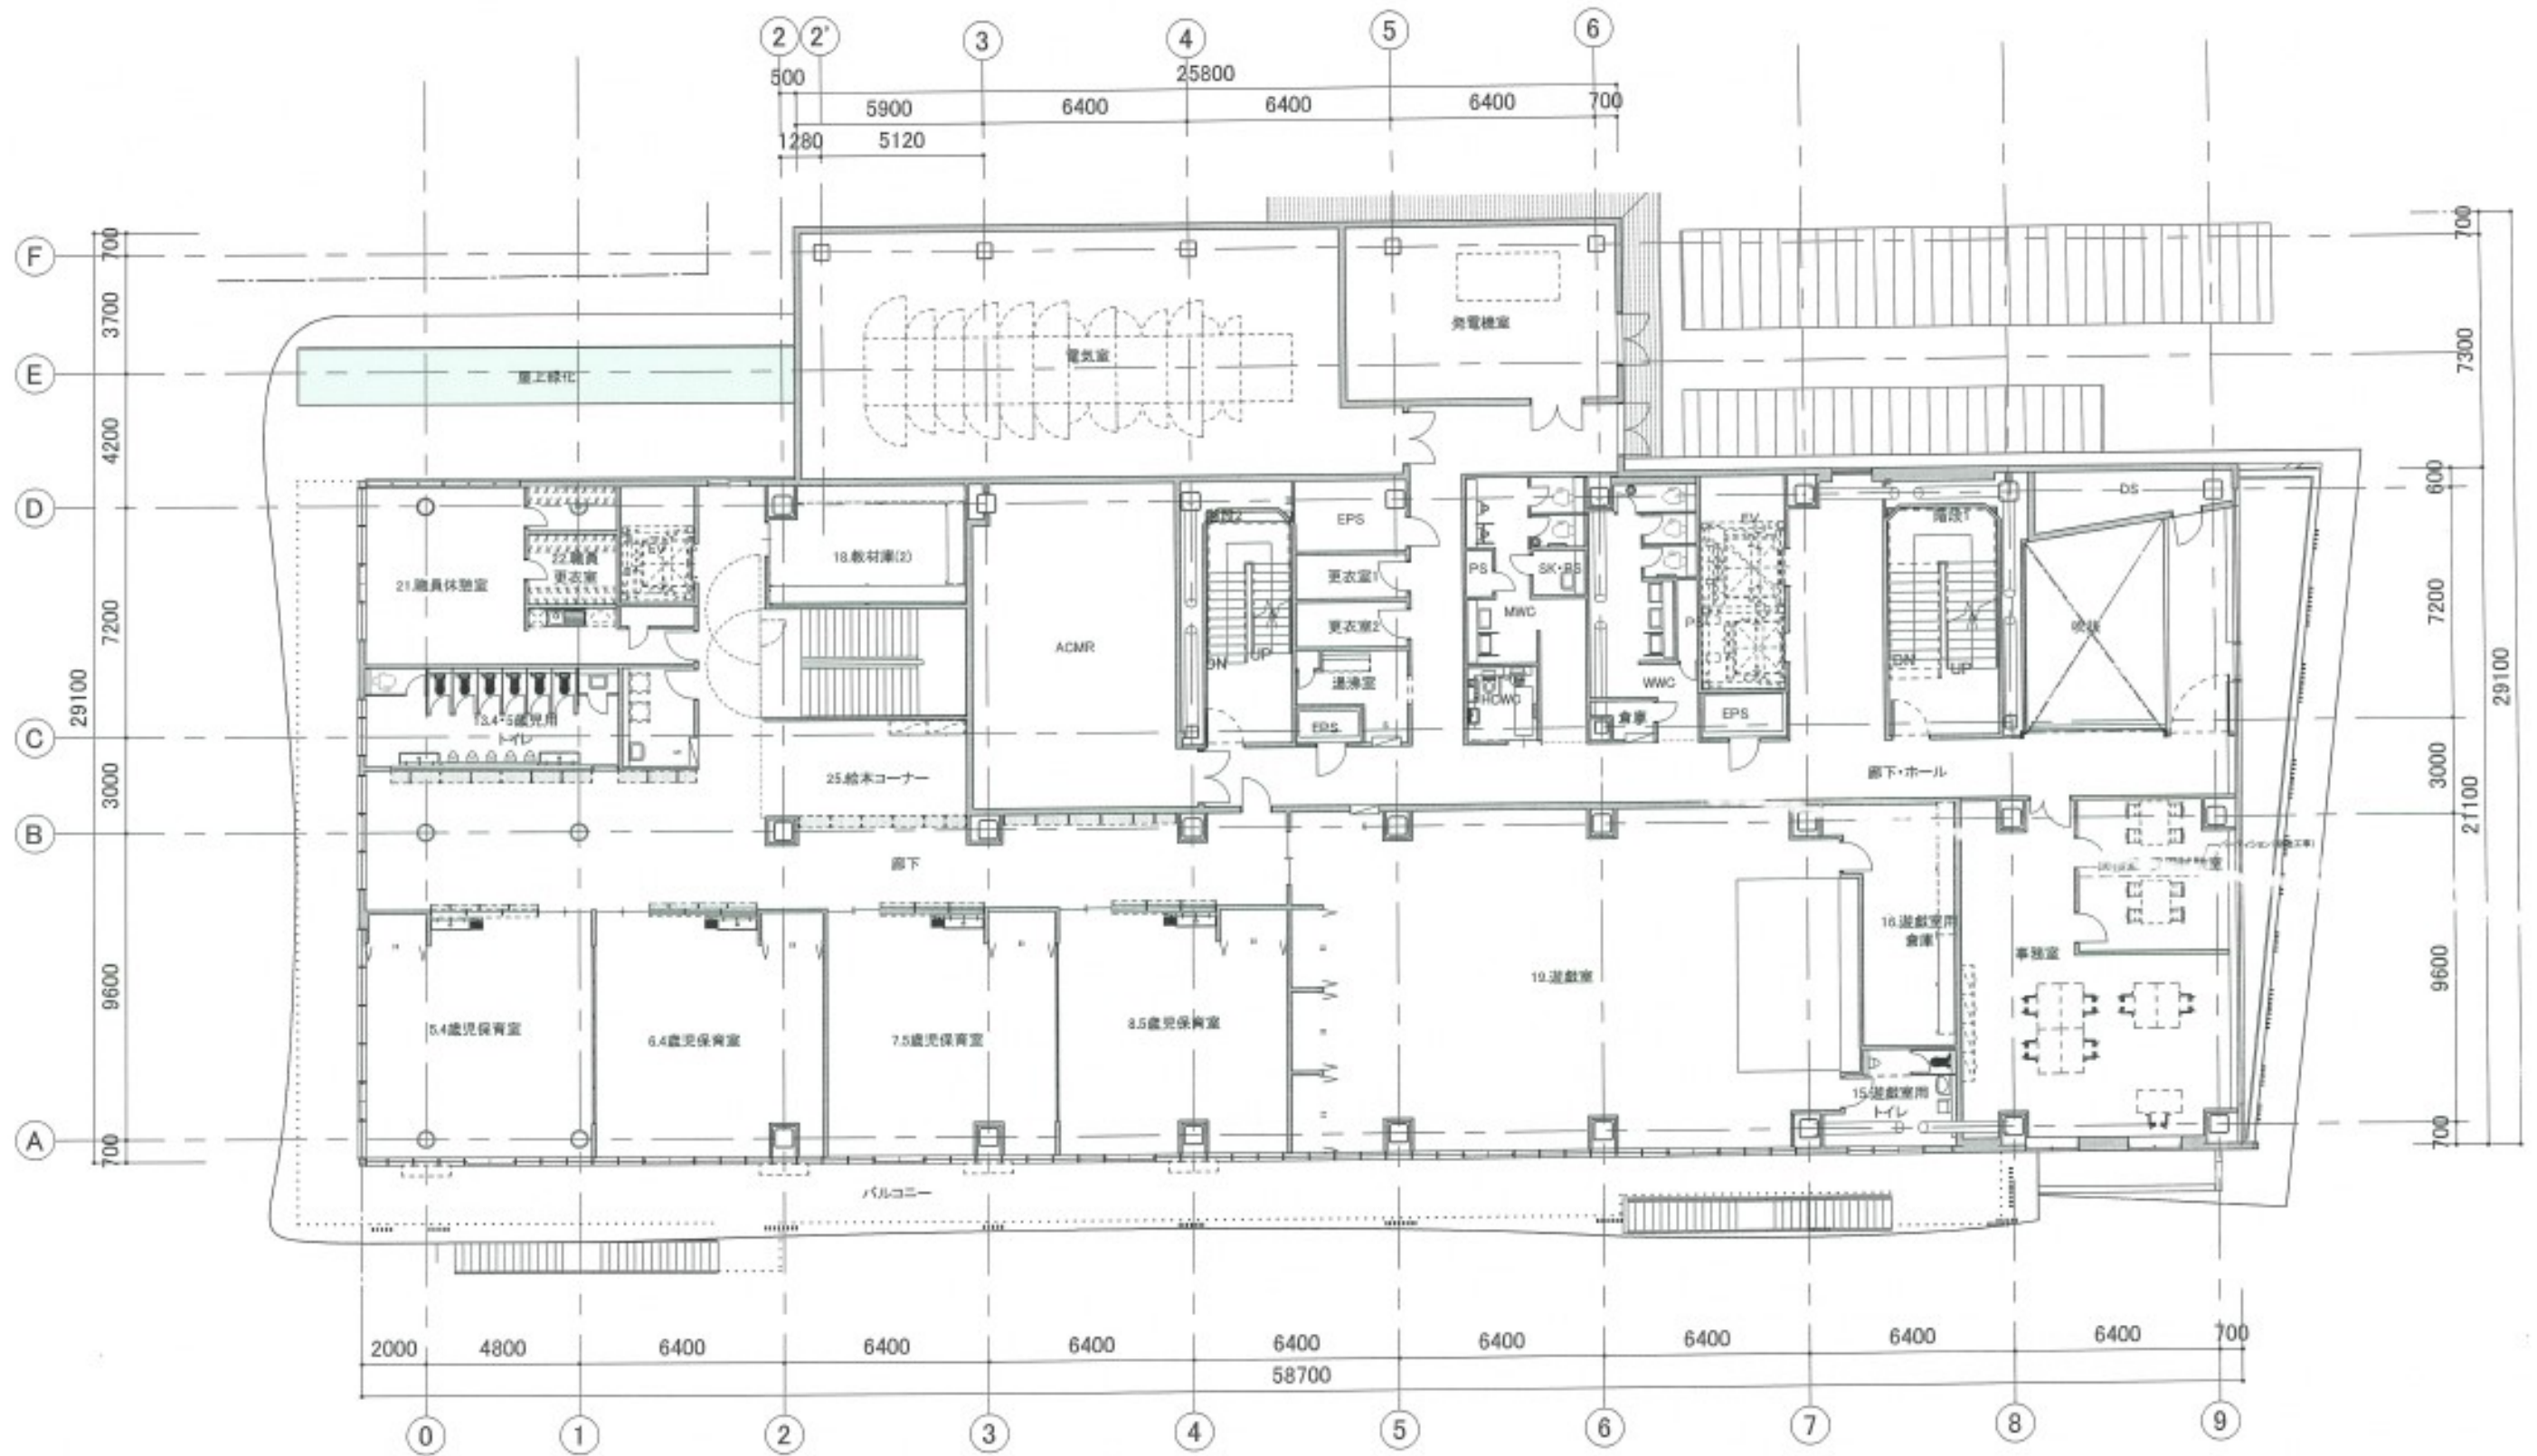 2
2'
3
4
5
6
500
25800
5900
6400
6400
6400
700
1280
5120
F
E
D
C
B
A
700
3700
4200
7200
3000
9600
700
29100
700
7300
600
7200
3000
9600
700
21100
29100
電気室
発電機室
屋上緑化
21.職員休憩室
22.職員
更衣室
EV
18.教材庫(2)
ACMR
階段2
DN
UP
EPS
更衣室1
更衣室2
湯沸室
EPS
PS
SK・PS
MWC
HCWC
WWC
倉庫
EV
EPS
階段1
DN
UP
DS
吹抜
13.4・5歳児用
トイレ
25.絵本コーナー
廊下・ホール
廊下
5.4歳児保育室
6.4歳児保育室
7.5歳児保育室
8.5歳児保育室
19.遊戯室
16.遊戯室用
倉庫
事務室
15.遊戯室用
トイレ
バルコニー
2000
4800
6400
6400
6400
6400
6400
6400
6400
6400
700
58700
0
1
2
3
4
5
6
7
8
9